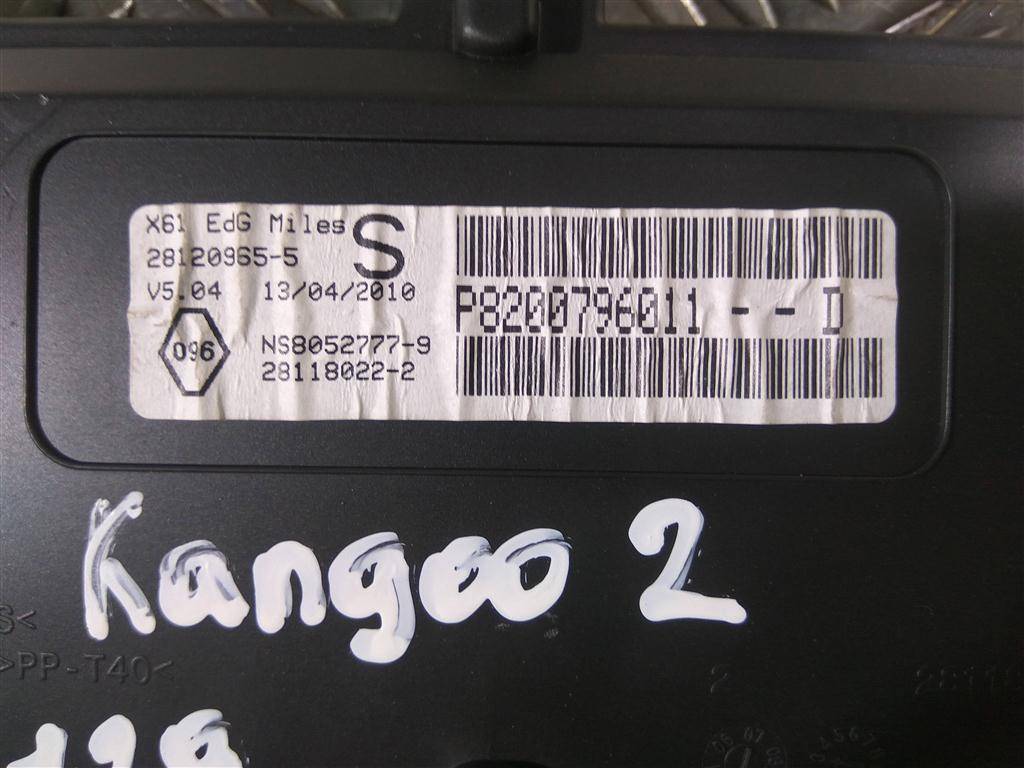 X61 EdG Miles S
28120965-5
V5.04 13/04/2010
096
NS8052777-9
28118022-2
P8200796011 - - D
Kangoo 2
S<
>PP-T40<
2